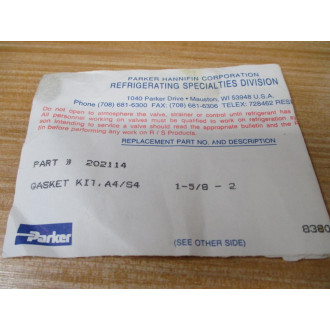 PARKER HANNIFIN CORPORATION
REFRIGERATING SPECIALTIES DIVISION
1040 Parker Drive • Mauston, WI 53948 U.S.A.
Phone (708) 681-6300 FAX: (708) 681-6306 TELEX: 728462 RESP
Do not open to atmosphere the valve, strainer or control until refrigerant has
All personnel working on valves must be qualified to work on refrigeration
son intending to service a valve should read the appropriate bulletin and the
before performing any work on R/S Products.
REPLACEMENT PART NO. AND DESCRIPTION
PART # 202114
GASKET KIT, A4/S4 1-5/8 - 2
Parker
(SEE OTHER SIDE)
8380